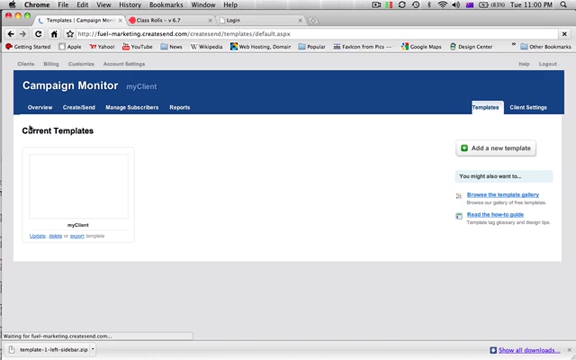 Chrome File Edit View History Bookmarks Window Help
(83%) Tue 11:00 PM
Templates | Campaign Monitor
Class Rolls - v 6.7
Login
http://fuel-marketing.createsend.com/createsend/templates/default.aspx
Getting Started Apple Yahoo! News Wikipedia Web Hosting, Domain Popular Favicon from Pics Google Maps Design Center Other Bookmarks
Clients Billing Customize Account Settings Help Logout
Campaign Monitor myClient
Overview Create/Send Manage Subscribers Reports Templates Client Settings
Current Templates
Add a new template
You might also want to...
Browse the template gallery
Browse our gallery of free templates.
Read the how-to guide
Template tag glossary and design tips.
myClient
Update, delete or export template
Waiting for fuel-marketing.createsend.com...
template-1-left-sidebar.zip
Show all downloads...